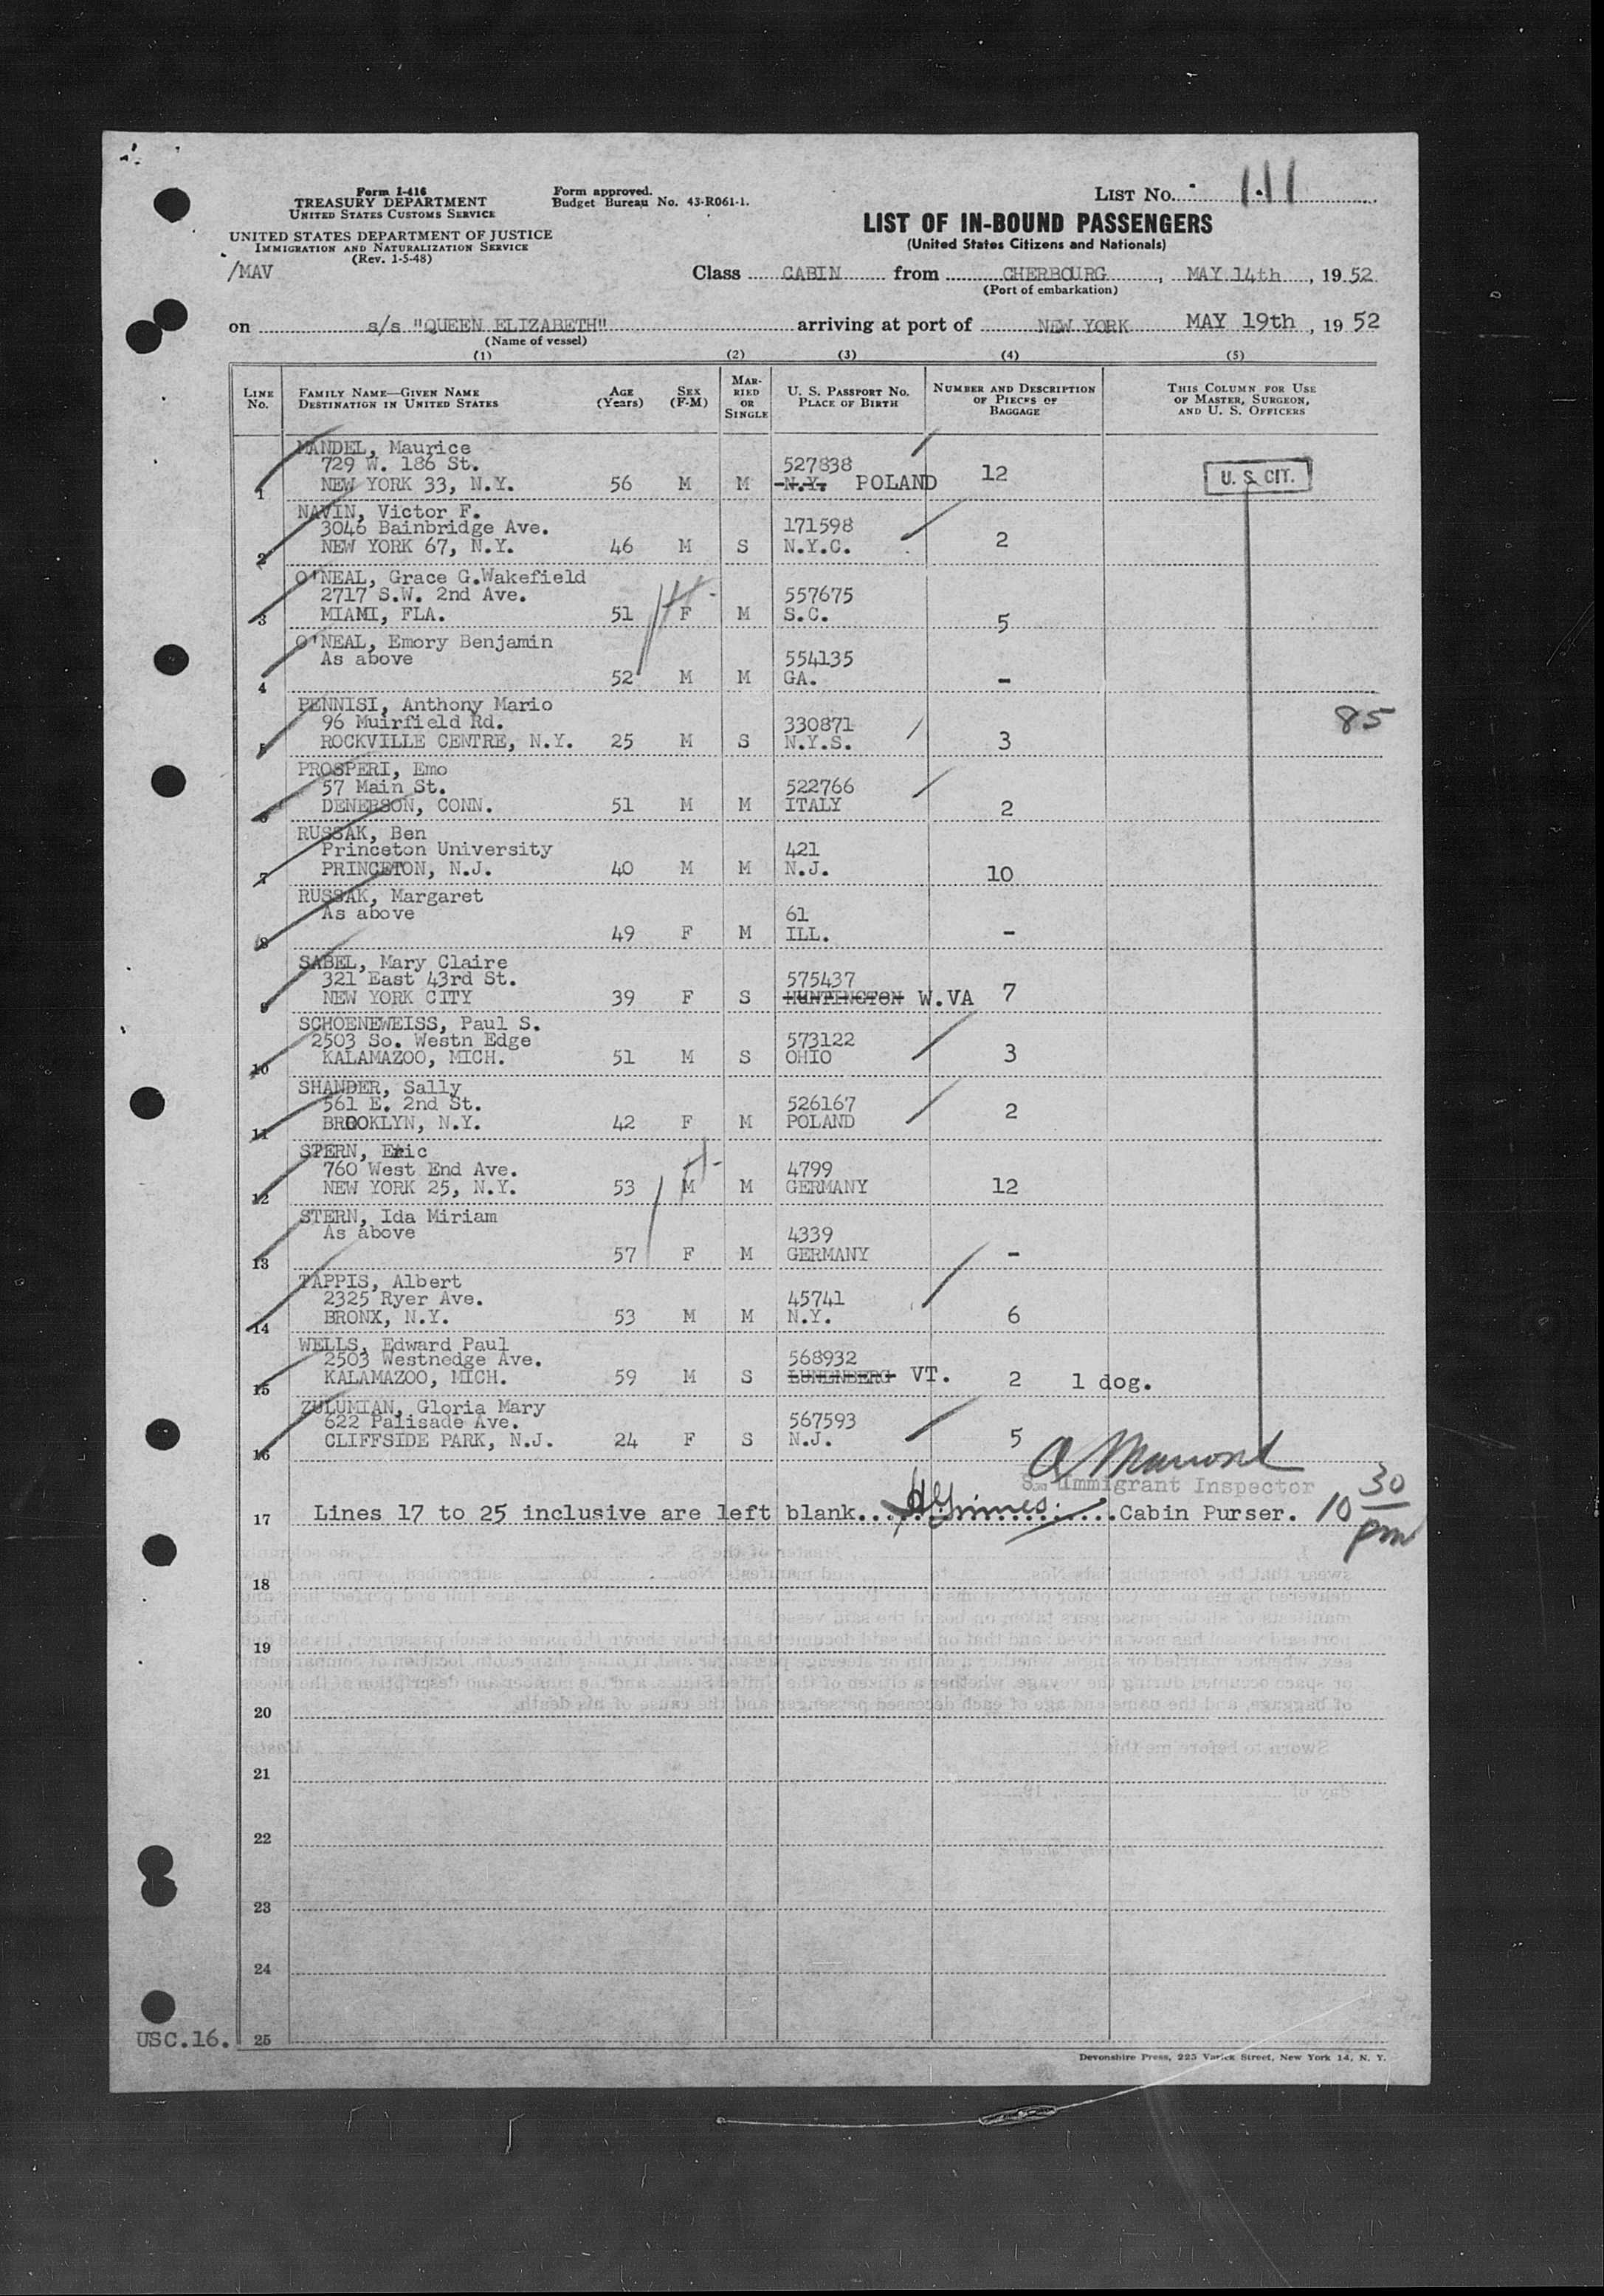 Form I-416
TREASURY DEPARTMENT
UNITED STATES CUSTOMS SERVICE
UNITED STATES DEPARTMENT OF JUSTICE
IMMIGRATION AND NATURALIZATION SERVICE
(Rev. 1-5-48)
/MAV
Form approved.
Budget Bureau No. 43-R061-1.
LIST No. 111
LIST OF IN-BOUND PASSENGERS
(United States Citizens and Nationals)
Class CABIN from CHERBOURG, MAY 14th, 19 52
(Port of embarkation)
on s/s "QUEEN ELIZABETH" arriving at port of NEW YORK MAY 19th, 19 52
(Name of vessel)
(1) (2) (3) (4) (5)
LINE No.
FAMILY NAME—GIVEN NAME
DESTINATION IN UNITED STATES
AGE (Years)
SEX (F-M)
MARRIED OR SINGLE
U. S. PASSPORT No.
PLACE OF BIRTH
NUMBER AND DESCRIPTION OF PIECES OF BAGGAGE
THIS COLUMN FOR USE OF MASTER, SURGEON, AND U. S. OFFICERS
MANDEL, Maurice
729 W. 186 St. 527838
1 NEW YORK 33, N.Y. 56 M M N.Y. POLAND 12 U. S. CIT.
NAVIN, Victor F.
3046 Bainbridge Ave. 171598
2 NEW YORK 67, N.Y. 46 M S N.Y.C. 2
O'NEAL, Grace G.Wakefield
2717 S.W. 2nd Ave. 557675
3 MIAMI, FLA. 51 F M S.C. 5
O'NEAL, Emory Benjamin
As above 554135
4 52 M M GA. -
PENNISI, Anthony Mario
96 Muirfield Rd. 330871 85
5 ROCKVILLE CENTRE, N.Y. 25 M S N.Y.S. 3
PROSPERI, Emo
57 Main St. 522766
6 DENERSON, CONN. 51 M M ITALY 2
RUSSAK, Ben
Princeton University 421
7 PRINCETON, N.J. 40 M M N.J. 10
RUSSAK, Margaret
As above 61
8 49 F M ILL. -
SABEL, Mary Claire
321 East 43rd St. 575437
9 NEW YORK CITY 39 F S HUNTINGTON W.VA 7
SCHOENEWEISS, Paul S.
2503 So. Westn Edge 573122
10 KALAMAZOO, MICH. 51 M S OHIO 3
SHANDER, Sally
561 E. 2nd St. 526167
11 BROOKLYN, N.Y. 42 F M POLAND 2
STERN, Eric
760 West End Ave. 4799
12 NEW YORK 25, N.Y. 53 M M GERMANY 12
STERN, Ida Miriam
As above 4339
13 57 F M GERMANY -
TAPPIS, Albert
2325 Ryer Ave. 45741
14 BRONX, N.Y. 53 M M N.Y. 6
WELLS, Edward Paul
2503 Westnedge Ave. 568932
15 KALAMAZOO, MICH. 59 M S LUNENBERG VT. 2 1 dog.
ZULUMIAN, Gloria Mary
622 Palisade Ave. 567593
16 CLIFFSIDE PARK, N.J. 24 F S N.J. 5
Immigrant Inspector
17 Lines 17 to 25 inclusive are left blank. Cabin Purser. 10 30 pm
18
19
20
21
22
23
24
25
USC.16.
Devonshire Press, 225 Varick Street, New York 14, N. Y.